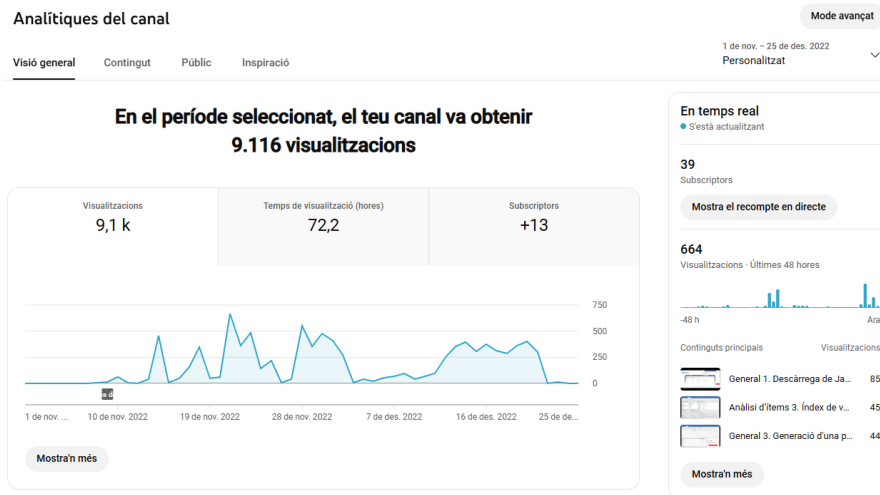 Analítiques del canal
Mode avançat
1 de nov. – 25 de des. 2022
Personalitzat
Visió general
Contingut
Públic
Inspiració
En el període seleccionat, el teu canal va obtenir
9.116 visualitzacions
Visualitzacions
9,1 k
Temps de visualització (hores)
72,2
Subscriptors
+13
750
500
250
0
1 de nov. ...
10 de nov. 2022
19 de nov. 2022
28 de nov. 2022
7 de des. 2022
16 de des. 2022
25 de de...
Mostra'n més
En temps real
S'està actualitzant
39
Subscriptors
Mostra el recompte en directe
664
Visualitzacions · Últimes 48 hores
-48 h
Ara
Continguts principals
Visualitzacions
General 1. Descàrrega de Ja...
85
Anàlisi d'ítems 3. Índex de v...
45
General 3. Generació d'una p...
44
Mostra'n més